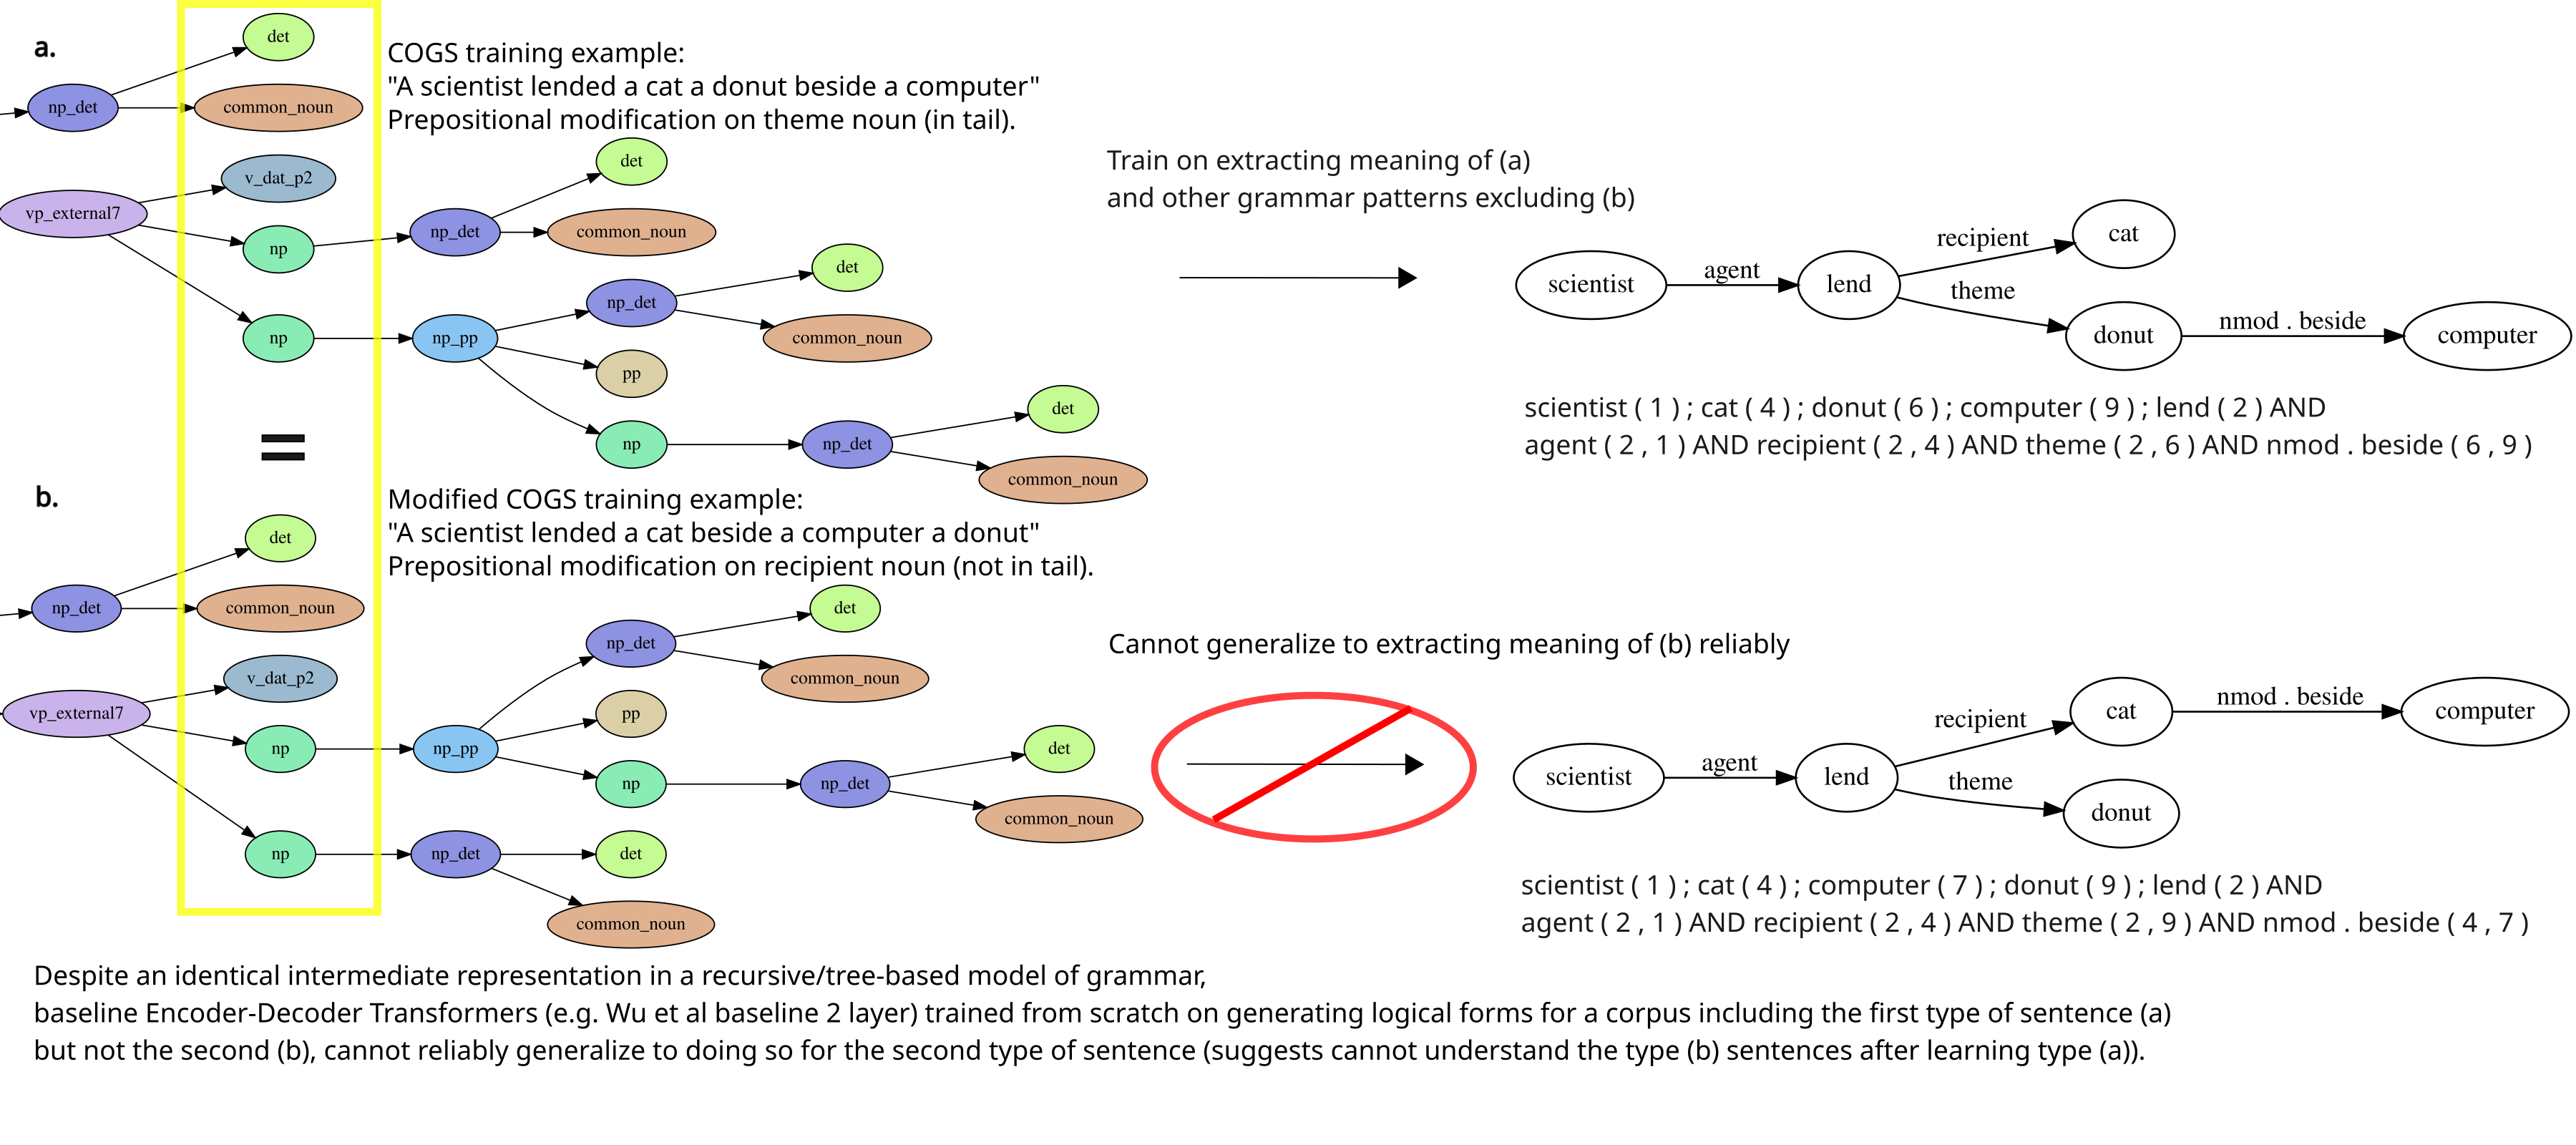 a.
COGS training example:
"A scientist lended a cat a donut beside a computer"
Prepositional modification on theme noun (in tail).
det
np_det
common_noun
v_dat_p2
vp_external7
np
np
np_det
det
common_noun
np_pp
np_det
det
common_noun
pp
np
np_det
det
common_noun
Train on extracting meaning of (a)
and other grammar patterns excluding (b)
scientist
agent
lend
recipient
cat
theme
donut
nmod . beside
computer
scientist ( 1 ) ; cat ( 4 ) ; donut ( 6 ) ; computer ( 9 ) ; lend ( 2 ) AND
agent ( 2 , 1 ) AND recipient ( 2 , 4 ) AND theme ( 2 , 6 ) AND nmod . beside ( 6 , 9 )
=
b.
Modified COGS training example:
"A scientist lended a cat beside a computer a donut"
Prepositional modification on recipient noun (not in tail).
det
np_det
common_noun
v_dat_p2
vp_external7
np
np
np_pp
np_det
det
common_noun
pp
np
np_det
det
common_noun
np_det
det
common_noun
Cannot generalize to extracting meaning of (b) reliably
scientist
agent
lend
recipient
cat
nmod . beside
computer
theme
donut
scientist ( 1 ) ; cat ( 4 ) ; computer ( 7 ) ; donut ( 9 ) ; lend ( 2 ) AND
agent ( 2 , 1 ) AND recipient ( 2 , 4 ) AND theme ( 2 , 9 ) AND nmod . beside ( 4 , 7 )
Despite an identical intermediate representation in a recursive/tree-based model of grammar,
baseline Encoder-Decoder Transformers (e.g. Wu et al baseline 2 layer) trained from scratch on generating logical forms for a corpus including the first type of sentence (a)
but not the second (b), cannot reliably generalize to doing so for the second type of sentence (suggests cannot understand the type (b) sentences after learning type (a)).